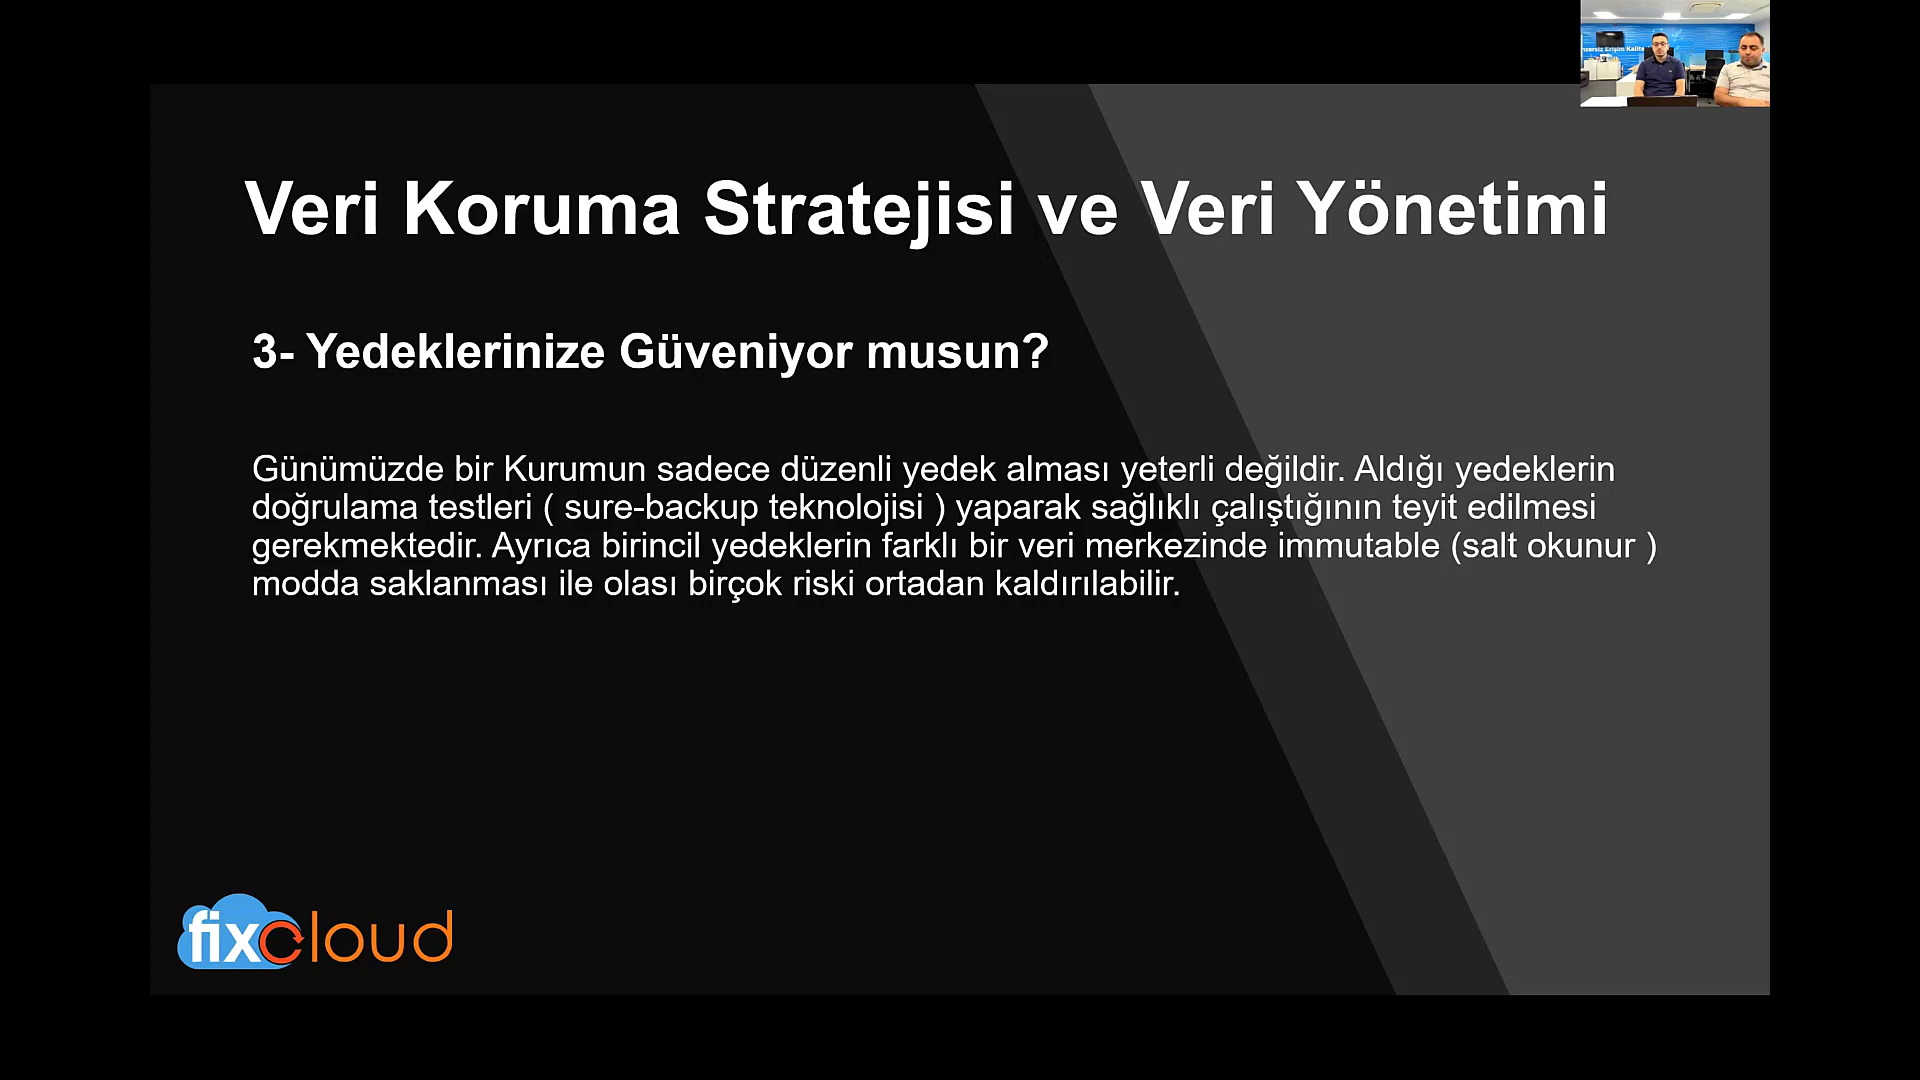 Veri Koruma Stratejisi ve Veri Yönetimi
3- Yedeklerinize Güveniyor musun?
Günümüzde bir Kurumun sadece düzenli yedek alması yeterli değildir. Aldığı yedeklerin
doğrulama testleri ( sure-backup teknolojisi ) yaparak sağlıklı çalıştığının teyit edilmesi
gerekmektedir. Ayrıca birincil yedeklerin farklı bir veri merkezinde immutable (salt okunur )
modda saklanması ile olası birçok riski ortadan kaldırılabilir.
fixcloud
Erişim